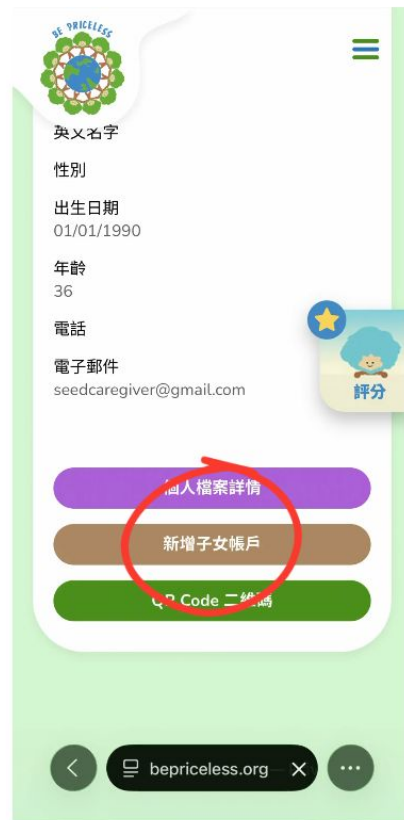 BE PRICELESS
英文名字
性別
出生日期
01/01/1990
年齡
36
電話
電子郵件
seedcaregiver@gmail.com
評分
個人檔案詳情
新增子女帳戶
QR Code 二維碼
bepriceless.org